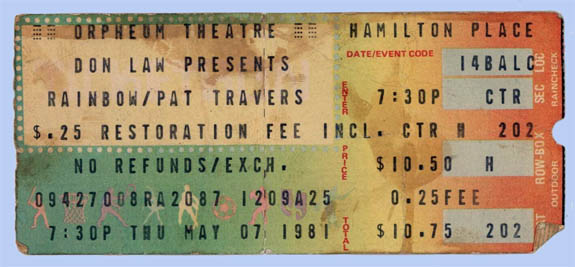 ORPHEUM THEATRE HAMILTON PLACE
DATE/EVENT CODE
DON LAW PRESENTS 14BALC
RAINBOW/PAT TRAVERS 7:30P CTR
$.25 RESTORATION FEE INCL. CTR H 202
NO REFUNDS/EXCH. $10.50 H
09427008RA2087 1209A25 0.25FEE
7:30P THU MAY 07, 1981 $10.75 202
ENTER
PRICE
TOTAL
SEC LOC
ROW-BOX
RAINCHECK
OUTDOOR